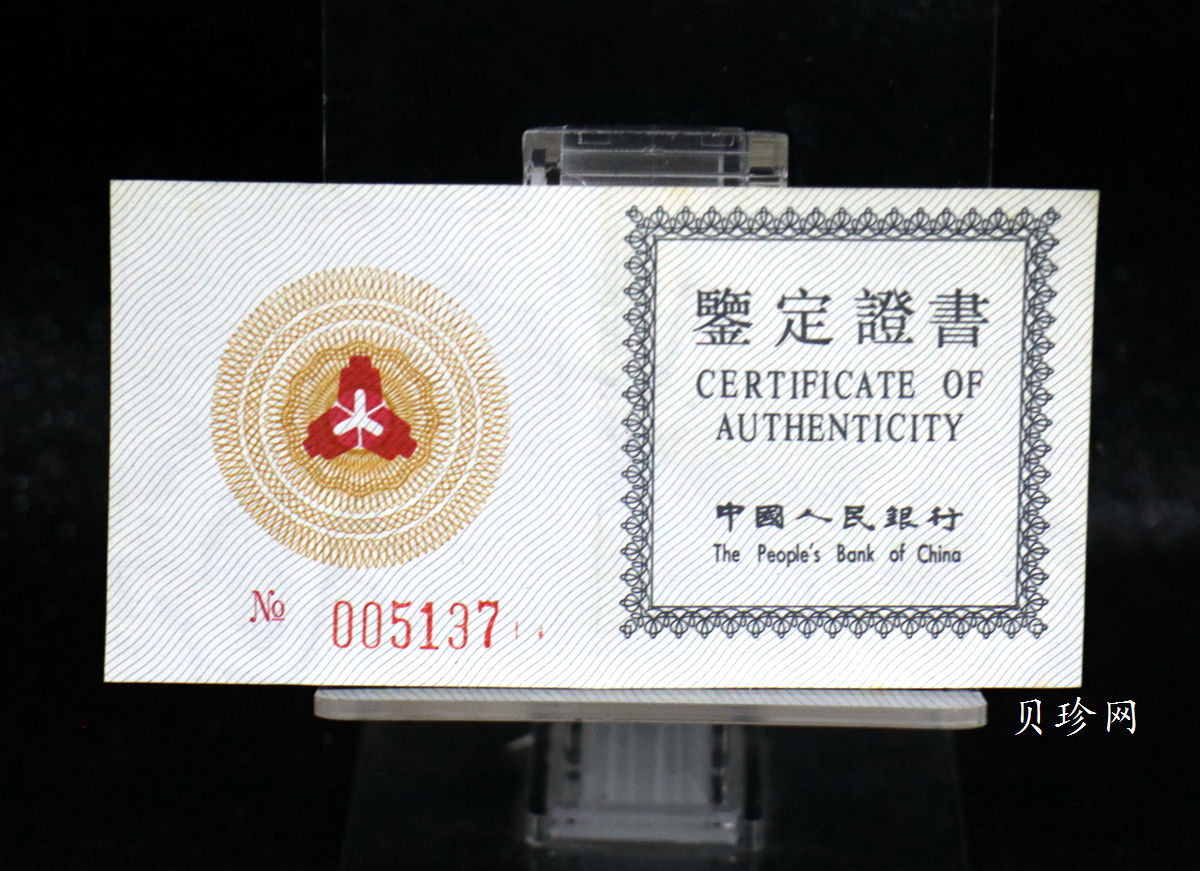 № 005137
鑒定證書
CERTIFICATE OF
AUTHENTICITY
中國人民銀行
The People's Bank of China
贝珍网